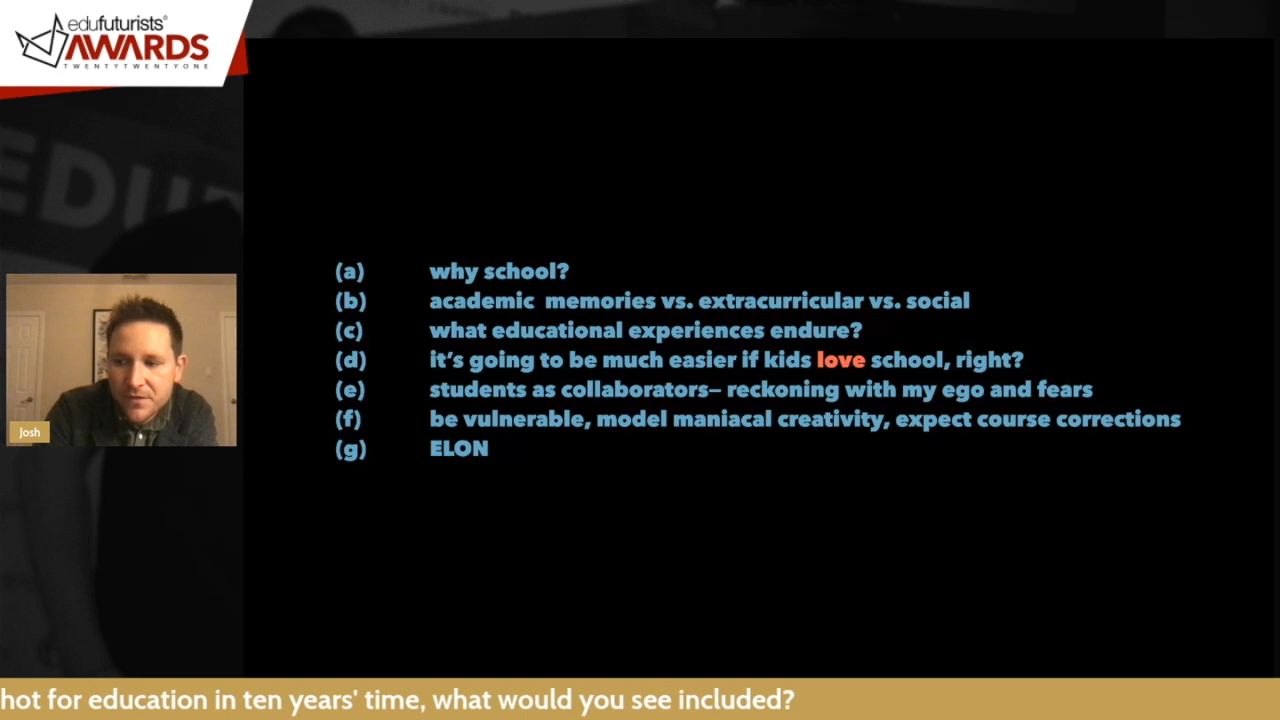 edufuturists®
AWARDS
TWENTYTWENTYONE
EDU
(a) why school?
(b) academic memories vs. extracurricular vs. social
(c) what educational experiences endure?
(d) it's going to be much easier if kids love school, right?
(e) students as collaborators– reckoning with my ego and fears
(f) be vulnerable, model maniacal creativity, expect course corrections
(g) ELON
Josh
hot for education in ten years' time, what would you see included?